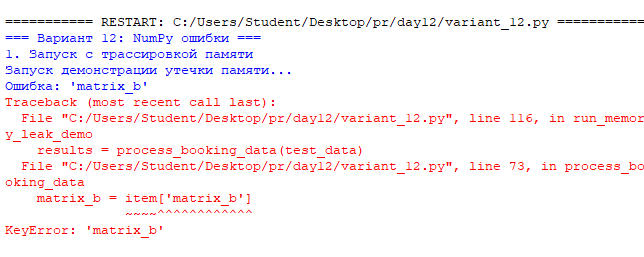 =========== RESTART: C:/Users/Student/Desktop/pr/day12/variant_12.py ===========
=== Вариант 12: NumPy ошибки ===
1. Запуск с трассировкой памяти
Запуск демонстрации утечки памяти...
Ошибка: 'matrix_b'
Traceback (most recent call last):
  File "C:/Users/Student/Desktop/pr/day12/variant_12.py", line 116, in run_memor
y_leak_demo
    results = process_booking_data(test_data)
  File "C:/Users/Student/Desktop/pr/day12/variant_12.py", line 73, in process_bo
oking_data
    matrix_b = item['matrix_b']
               ~~~~^^^^^^^^^^^^
KeyError: 'matrix_b'